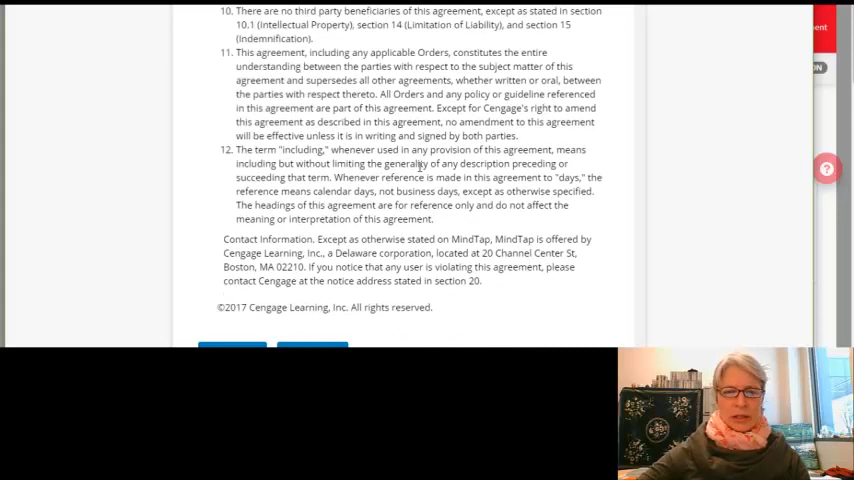 10. There are no third party beneficiaries of this agreement, except as stated in section
10.1 (Intellectual Property), section 14 (Limitation of Liability), and section 15
(Indemnification).
11. This agreement, including any applicable Orders, constitutes the entire
understanding between the parties with respect to the subject matter of this
agreement and supersedes all other agreements, whether written or oral, between
the parties with respect thereto. All Orders and any policy or guideline referenced
in this agreement are part of this agreement. Except for Cengage's right to amend
this agreement as described in this agreement, no amendment to this agreement
will be effective unless it is in writing and signed by both parties.
12. The term "including," whenever used in any provision of this agreement, means
including but without limiting the generality of any description preceding or
succeeding that term. Whenever reference is made in this agreement to "days," the
reference means calendar days, not business days, except as otherwise specified.
The headings of this agreement are for reference only and do not affect the
meaning or interpretation of this agreement.
Contact Information. Except as otherwise stated on MindTap, MindTap is offered by
Cengage Learning, Inc., a Delaware corporation, located at 20 Channel Center St,
Boston, MA 02210. If you notice that any user is violating this agreement, please
contact Cengage at the notice address stated in section 20.
©2017 Cengage Learning, Inc. All rights reserved.
ent
ON
?